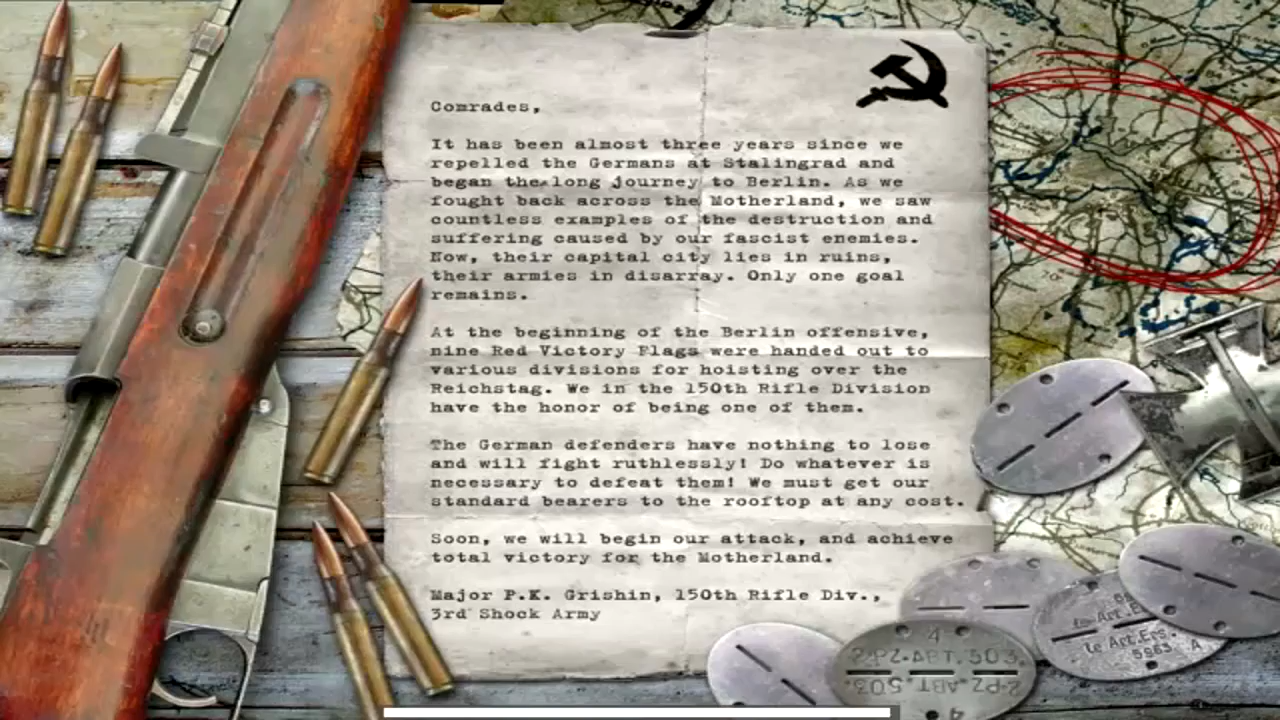 Comrades,
It has been almost three years since we
repelled the Germans at Stalingrad and
began the long journey to Berlin. As we
fought back across the Motherland, we saw
countless examples of the destruction and
suffering caused by our fascist enemies.
Now, their capital city lies in ruins,
their armies in disarray. Only one goal
remains.
At the beginning of the Berlin offensive,
nine Red Victory Flags were handed out to
various divisions for hoisting over the
Reichstag. We in the 150th Rifle Division
have the honor of being one of them.
The German defenders have nothing to lose
and will fight ruthlessly! Do whatever is
necessary to defeat them! We must get our
standard bearers to the rooftop at any cost.
Soon, we will begin our attack, and achieve
total victory for the Motherland.
Major P.K. Grishin, 150th Rifle Div.,
3rd Shock Army
4
2-PZ-ABT.503.
2-PZ-ABT.503.
4
le Art.Ers.
5963. A